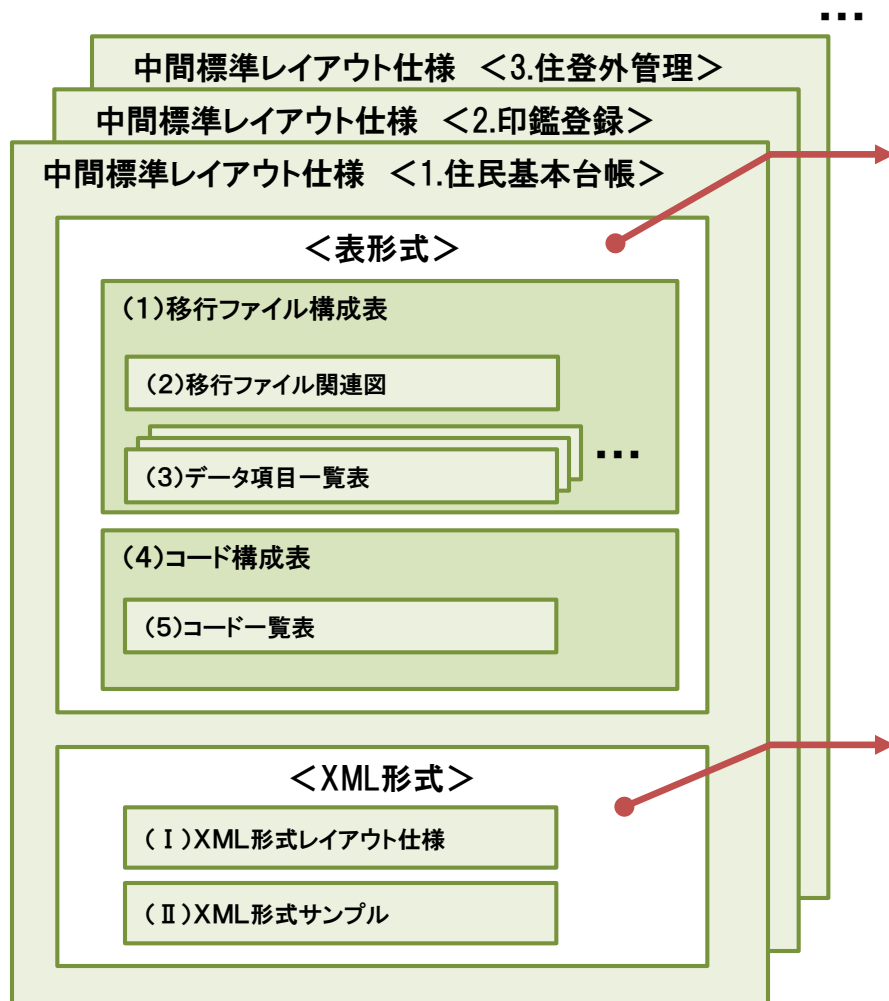 …
中間標準レイアウト仕様 ＜3.住登外管理＞
中間標準レイアウト仕様 ＜2.印鑑登録＞
中間標準レイアウト仕様 ＜1.住民基本台帳＞
＜表形式＞
（1）移行ファイル構成表
（2）移行ファイル関連図
…
（3）データ項目一覧表
（4）コード構成表
（5）コード一覧表
＜XML形式＞
（Ⅰ）XML形式レイアウト仕様
（Ⅱ）XML形式サンプル